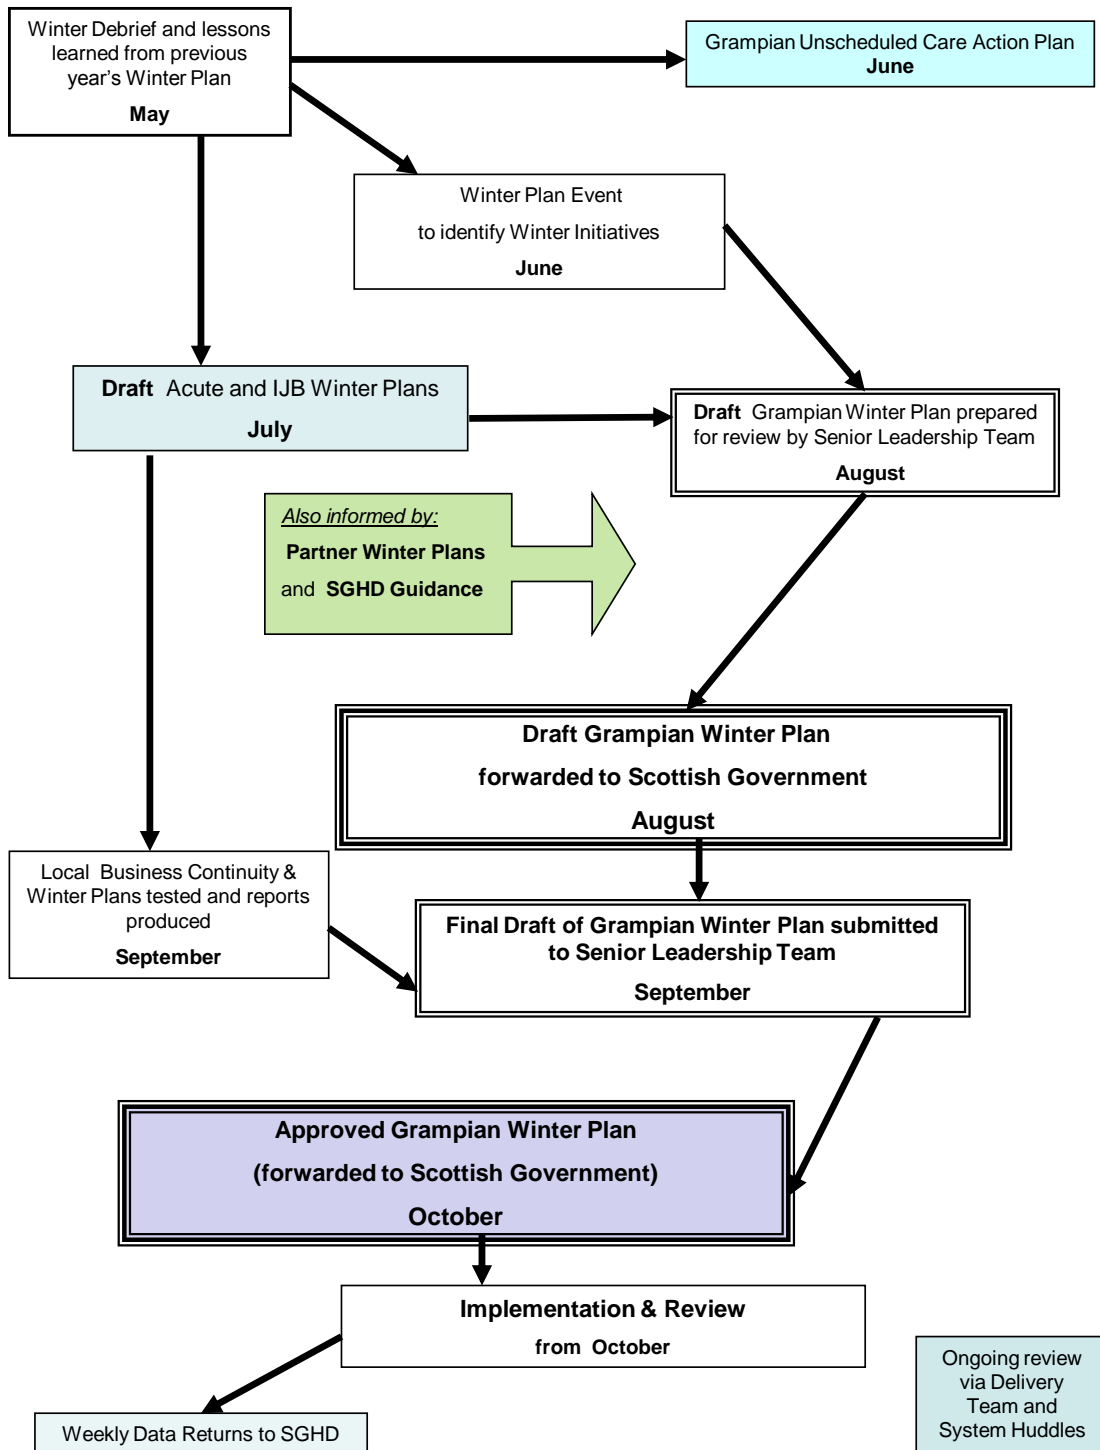 Winter Debrief and lessons
learned from previous
year's Winter Plan
May
Grampian Unscheduled Care Action Plan
June
Winter Plan Event
to identify Winter Initiatives
June
Draft Acute and IJB Winter Plans
July
Draft Grampian Winter Plan prepared
for review by Senior Leadership Team
August
Also informed by:
Partner Winter Plans
and SGHD Guidance
Draft Grampian Winter Plan
forwarded to Scottish Government
August
Local Business Continuity &
Winter Plans tested and reports
produced
September
Final Draft of Grampian Winter Plan submitted
to Senior Leadership Team
September
Approved Grampian Winter Plan
(forwarded to Scottish Government)
October
Implementation & Review
from October
Ongoing review
via Delivery
Team and
System Huddles
Weekly Data Returns to SGHD